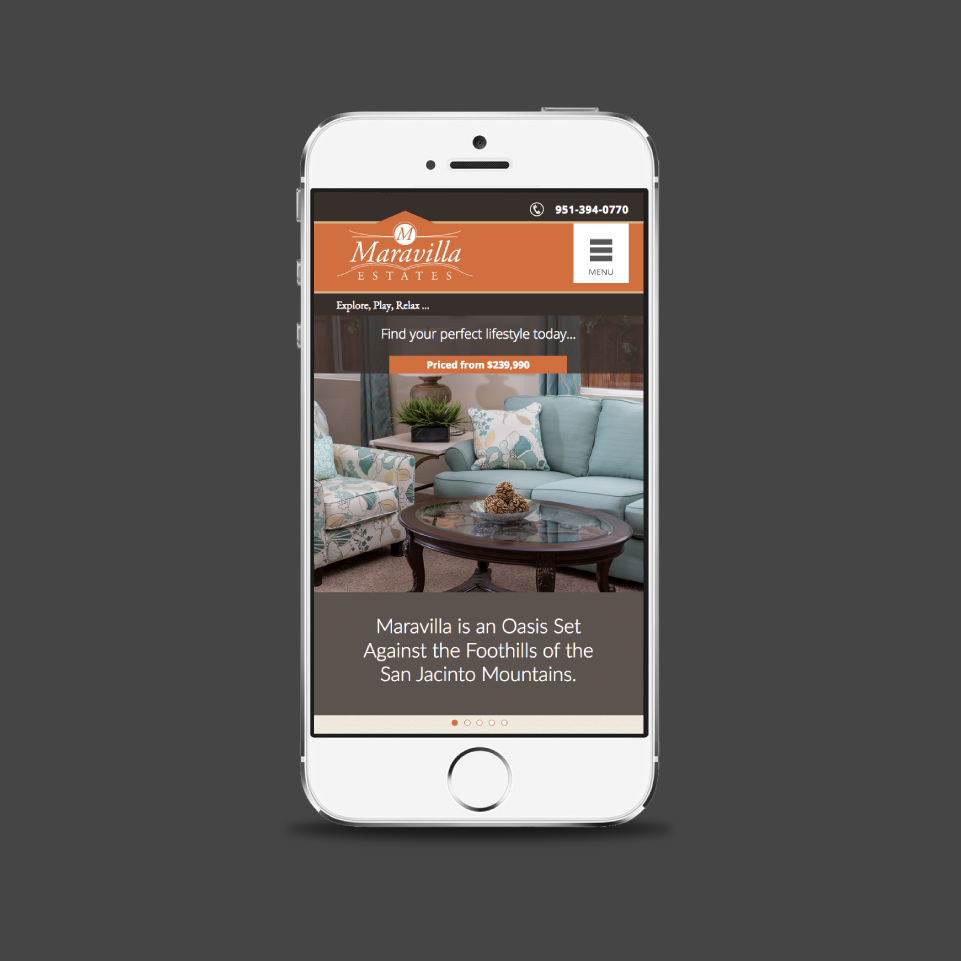 951-394-0770
M
Maravilla
ESTATES
MENU
Explore, Play, Relax ...
Find your perfect lifestyle today...
Priced from $239,990
Maravilla is an Oasis Set
Against the Foothills of the
San Jacinto Mountains.